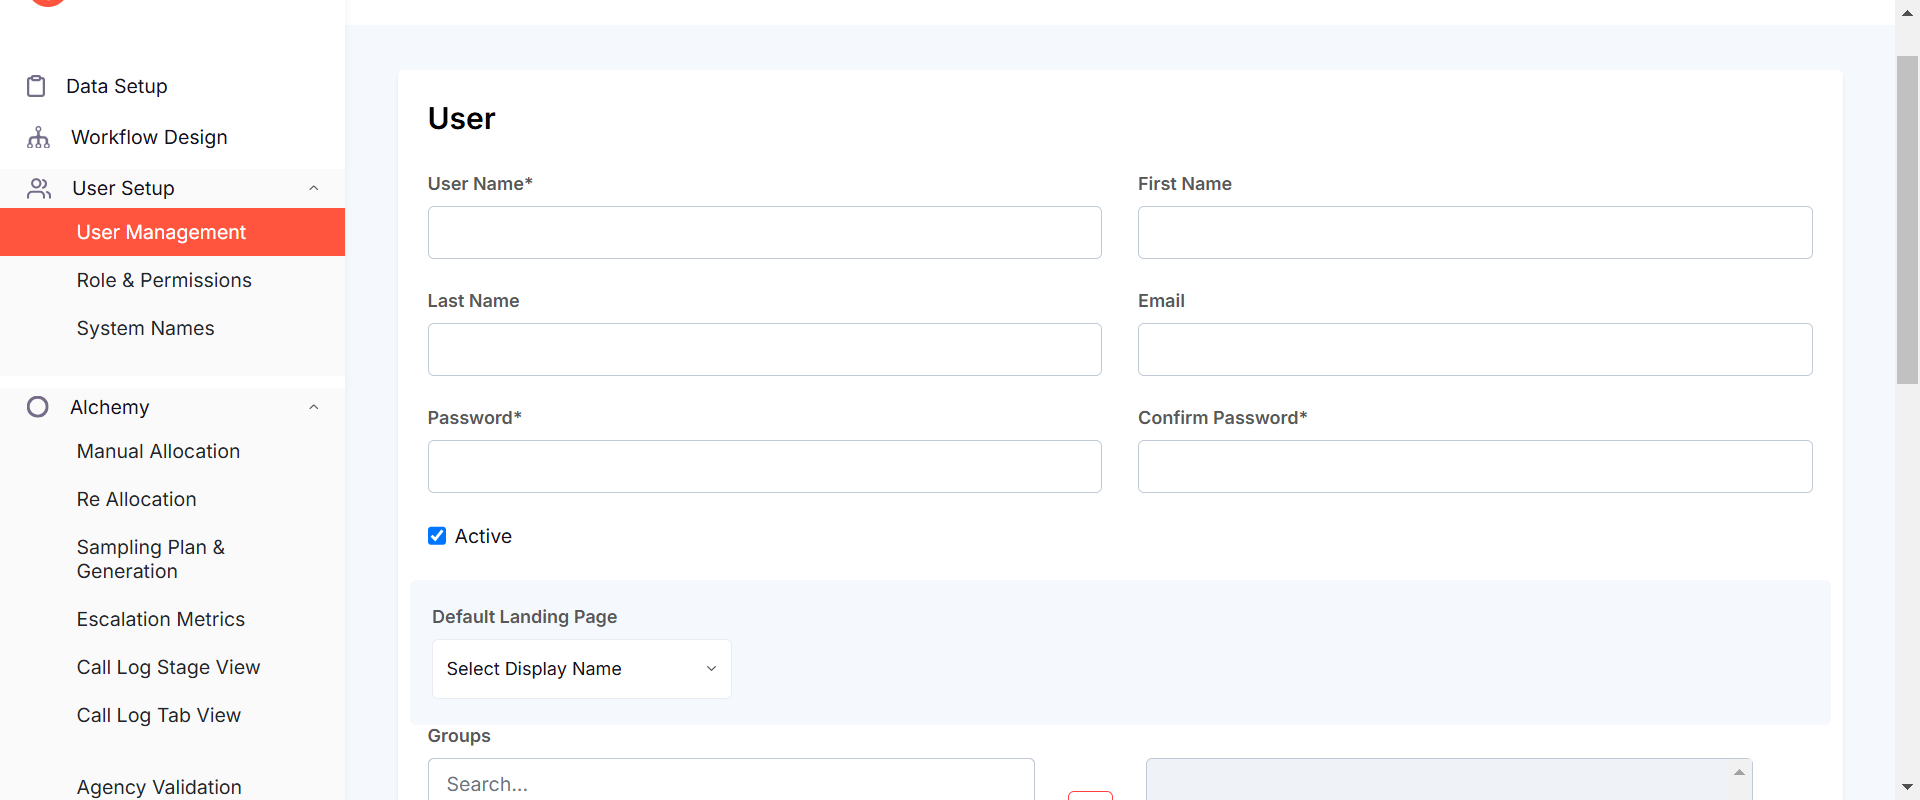 Data Setup
Workflow Design
User Setup
User Management
Role & Permissions
System Names
Alchemy
Manual Allocation
Re Allocation
Sampling Plan &
Generation
Escalation Metrics
Call Log Stage View
Call Log Tab View
Agency Validation
User
User Name*
First Name
Last Name
Email
Password*
Confirm Password*
Active
Default Landing Page
Select Display Name
Groups
Search...